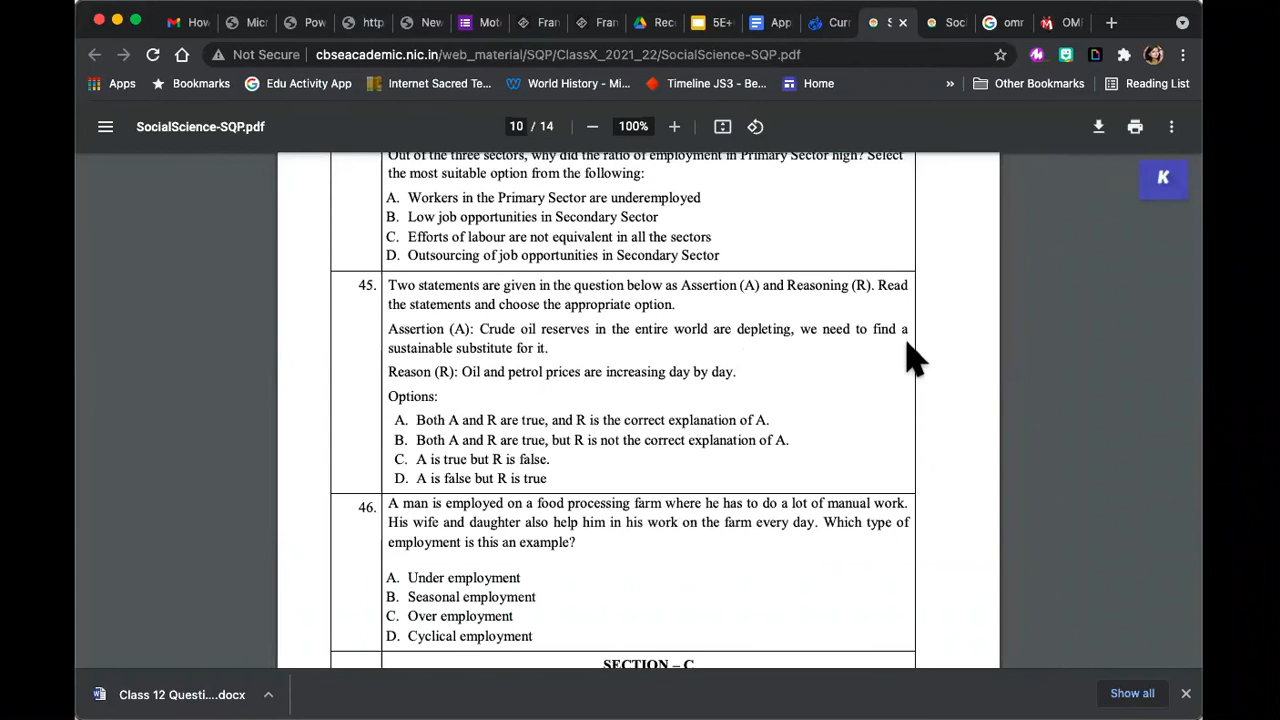 How
Micr
Pow
http
New
Mot
Fran
Fran
Rec
5E+
App
Curr
S
Soci
omr
OMF
Not Secure
cbseacademic.nic.in/web_material/SQP/ClassX_2021_22/SocialScience-SQP.pdf
Apps
Bookmarks
Edu Activity App
Internet Sacred Te...
World History - Mi...
Timeline JS3 - Be...
Home
»
Other Bookmarks
Reading List
SocialScience-SQP.pdf
10 / 14
100%
K
Out of the three sectors, why did the ratio of employment in Primary Sector high? Select
the most suitable option from the following:
A. Workers in the Primary Sector are underemployed
B. Low job opportunities in Secondary Sector
C. Efforts of labour are not equivalent in all the sectors
D. Outsourcing of job opportunities in Secondary Sector
45. Two statements are given in the question below as Assertion (A) and Reasoning (R). Read
the statements and choose the appropriate option.
Assertion (A): Crude oil reserves in the entire world are depleting, we need to find a
sustainable substitute for it.
Reason (R): Oil and petrol prices are increasing day by day.
Options:
A. Both A and R are true, and R is the correct explanation of A.
B. Both A and R are true, but R is not the correct explanation of A.
C. A is true but R is false.
D. A is false but R is true
46. A man is employed on a food processing farm where he has to do a lot of manual work.
His wife and daughter also help him in his work on the farm every day. Which type of
employment is this an example?
A. Under employment
B. Seasonal employment
C. Over employment
D. Cyclical employment
SECTION – C
Class 12 Questi....docx
Show all